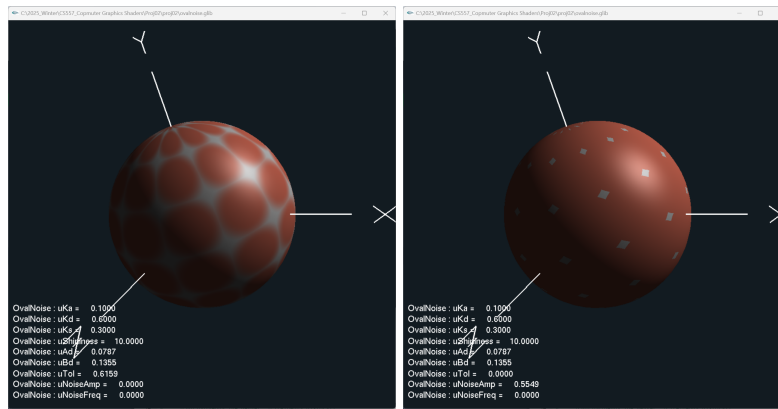 C:\2025_Winter\CS557_Copmuter Graphics Shaders\Proj02\proj02\ovalnoise.glib
Y
X
Z
OvalNoise : uKa = 0.1000
OvalNoise : uKd = 0.6000
OvalNoise : uKs = 0.3000
OvalNoise : uShininess = 10.0000
OvalNoise : uAd = 0.0787
OvalNoise : uBd = 0.1355
OvalNoise : uTol = 0.6159
OvalNoise : uNoiseAmp = 0.0000
OvalNoise : uNoiseFreq = 0.0000
C:\2025_Winter\CS557_Copmuter Graphics Shaders\Proj02\proj02\ovalnoise.glib
Y
X
Z
OvalNoise : uKa = 0.1000
OvalNoise : uKd = 0.6000
OvalNoise : uKs = 0.3000
OvalNoise : uShininess = 10.0000
OvalNoise : uAd = 0.0787
OvalNoise : uBd = 0.1355
OvalNoise : uTol = 0.0000
OvalNoise : uNoiseAmp = 0.5549
OvalNoise : uNoiseFreq = 0.0000